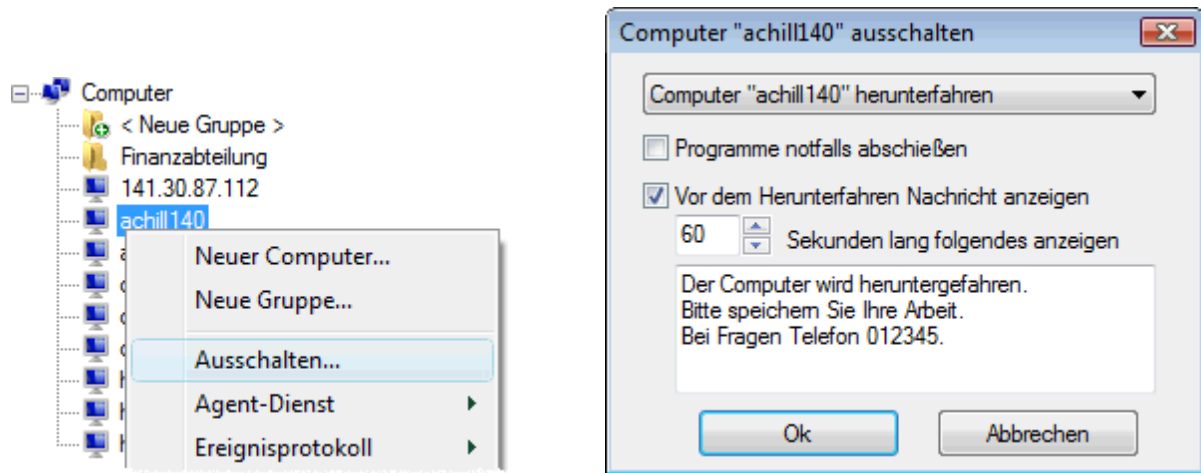 Computer
< Neue Gruppe >
Finanzabteilung
141.30.87.112
achill140
Neuer Computer...
Neue Gruppe...
Ausschalten...
Agent-Dienst
Ereignisprotokoll
Computer "achill140" ausschalten
Computer "achill140" herunterfahren
Programme notfalls abschießen
Vor dem Herunterfahren Nachricht anzeigen
60 Sekunden lang folgendes anzeigen
Der Computer wird heruntergefahren.
Bitte speichern Sie Ihre Arbeit.
Bei Fragen Telefon 012345.
Ok Abbrechen